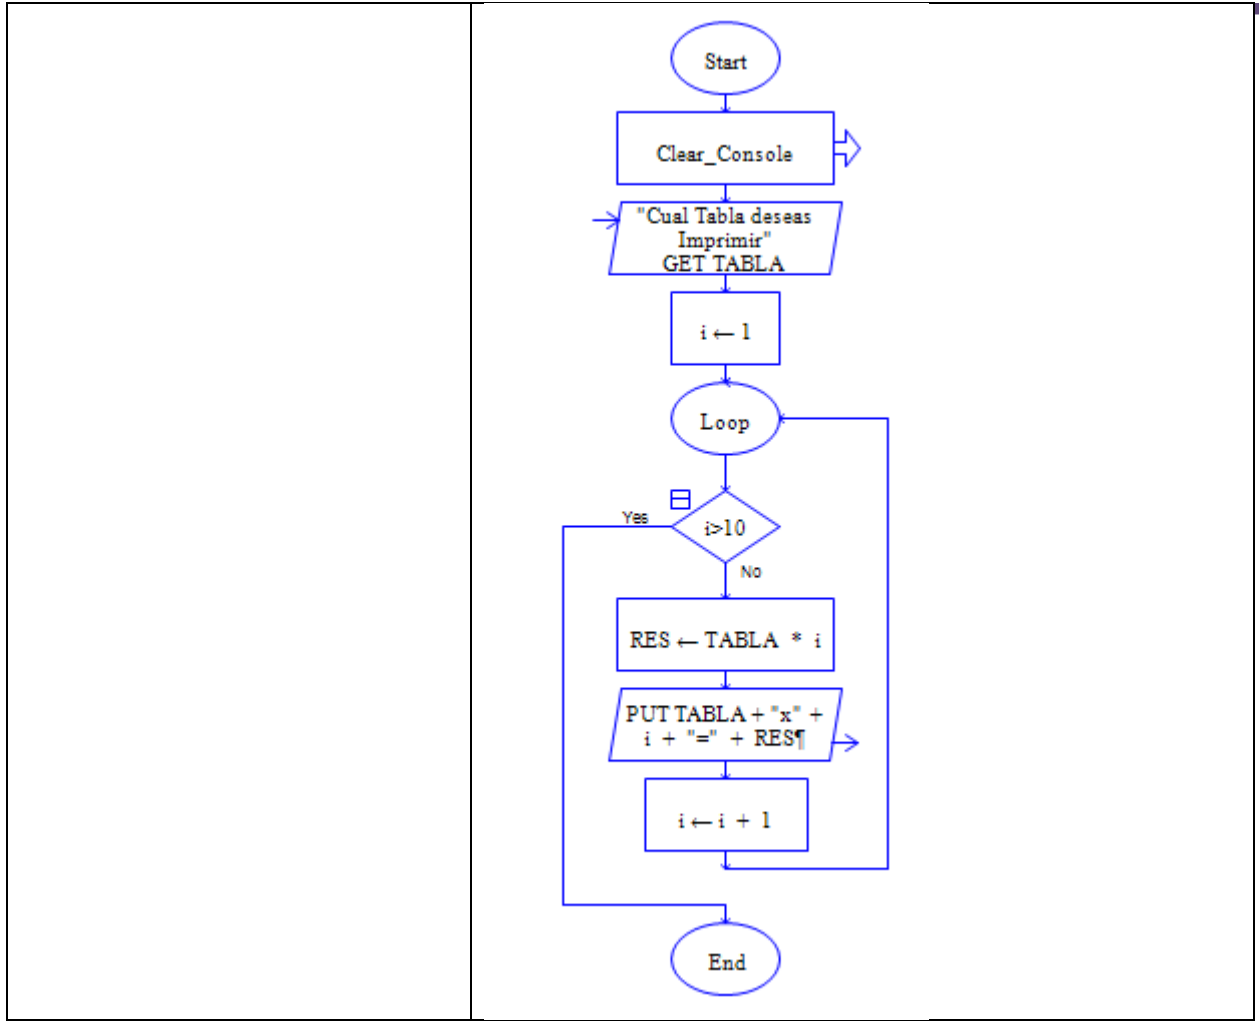 Start
Clear_Console
"Cual Tabla deseas
Imprimir"
GET TABLA
i ← 1
Loop
Yes
i>10
No
RES ← TABLA * i
PUT TABLA + "x" +
i + "=" + RES¶
i ← i + 1
End